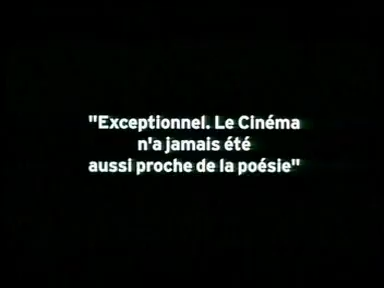 "Exceptionnel. Le Cinéma
n'a jamais été
aussi proche de la poésie"